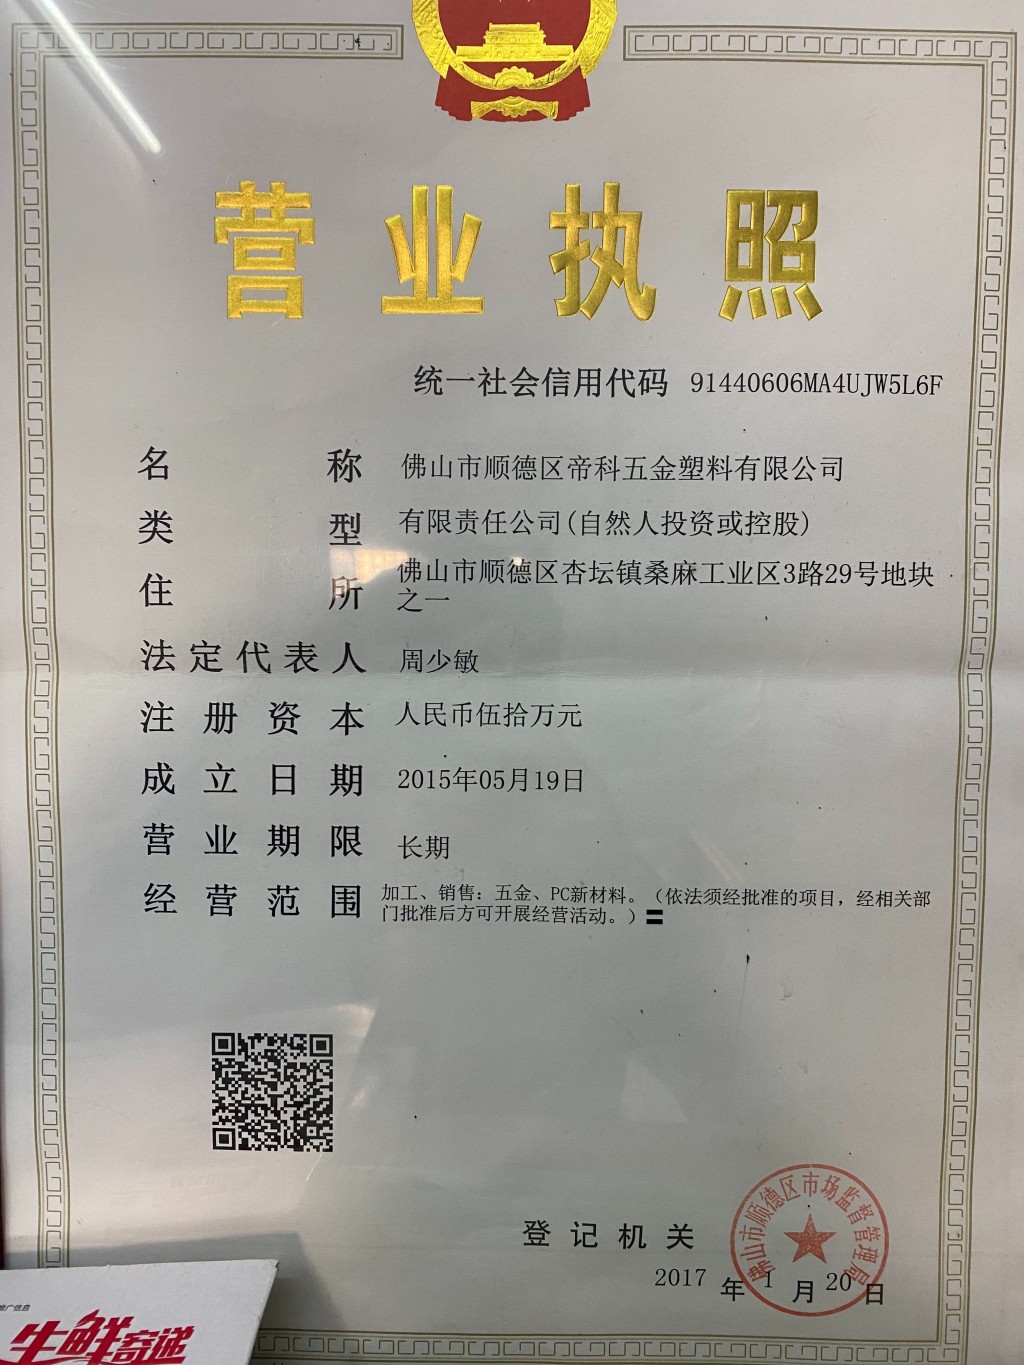 营业执照
统一社会信用代码 91440606MA4UJW5L6F
名称 佛山市顺德区帝科五金塑料有限公司
类型 有限责任公司(自然人投资或控股)
住所 佛山市顺德区杏坛镇桑麻工业区3路29号地块
之一
法定代表人 周少敏
注册资本 人民币伍拾万元
成立日期 2015年05月19日
营业期限 长期
经营范围 加工、销售：五金、PC新材料。（依法须经批准的项目，经相关部
门批准后方可开展经营活动。）〓
佛山市顺德区市场监督管理局
登记机关
2017年1月20日
生鲜寄递